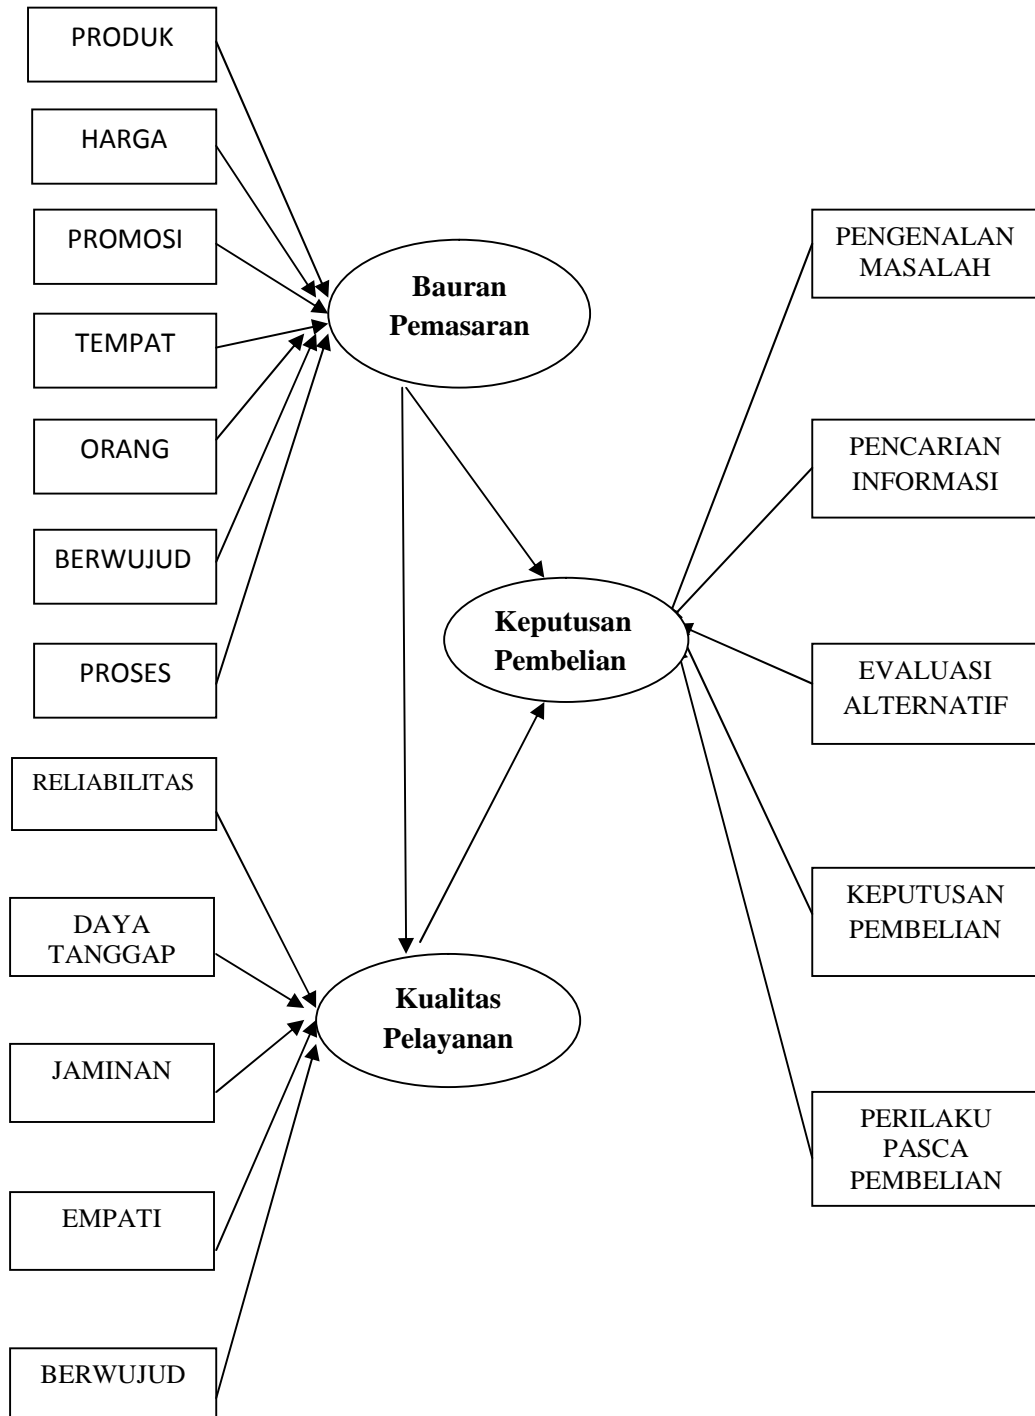 PRODUK
HARGA
PROMOSI
TEMPAT
ORANG
BERWUJUD
PROSES
RELIABILITAS
DAYA
TANGGAP
JAMINAN
EMPATI
BERWUJUD
Bauran
Pemasaran
Keputusan
Pembelian
Kualitas
Pelayanan
PENGENALAN
MASALAH
PENCARIAN
INFORMASI
EVALUASI
ALTERNATIF
KEPUTUSAN
PEMBELIAN
PERILAKU
PASCA
PEMBELIAN